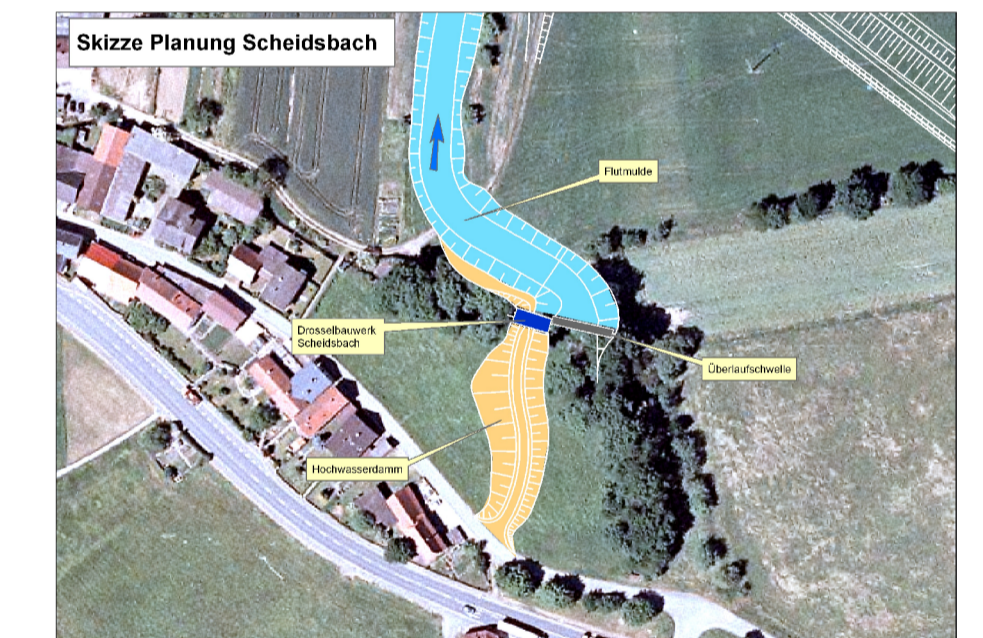 Skizze Planung Scheidsbach
Flutmulde
Drosselbauwerk
Scheidsbach
Überlaufschwelle
Hochwasserdamm